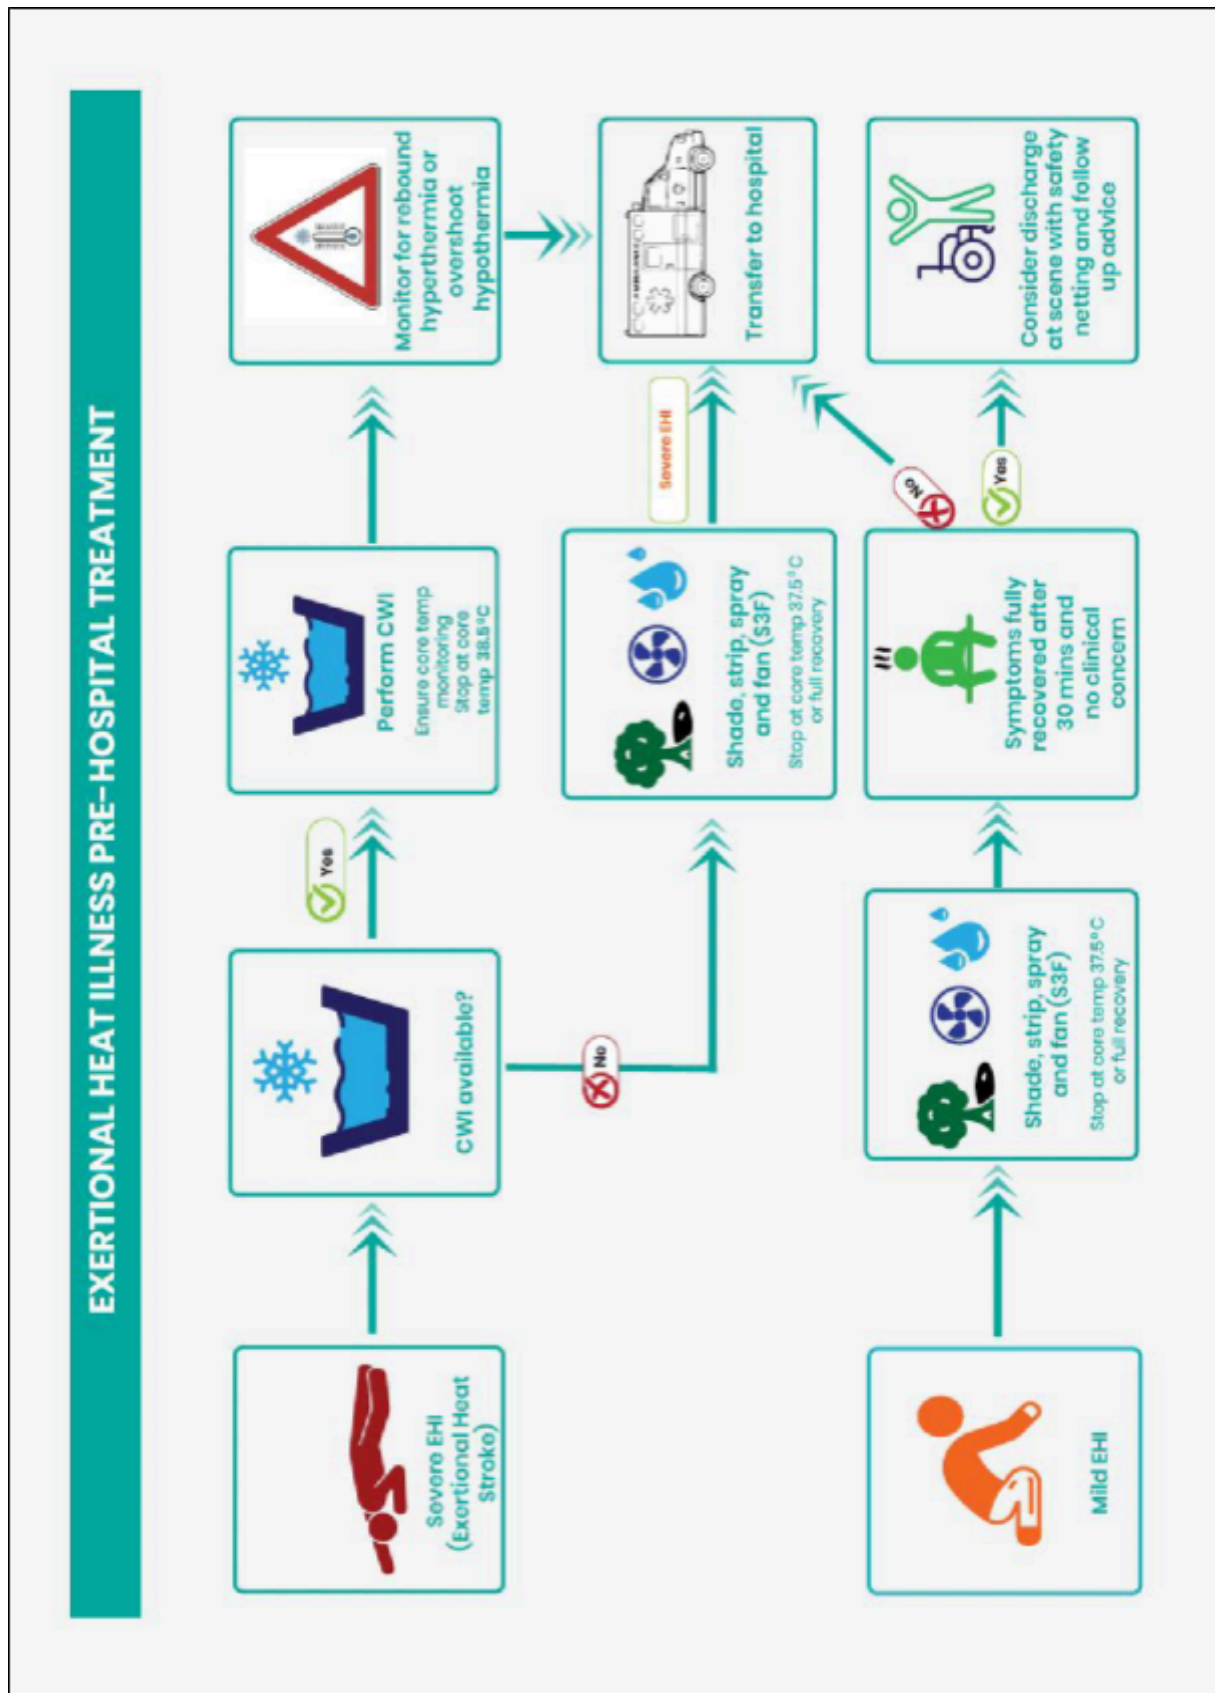 EXERTIONAL HEAT ILLNESS PRE-HOSPITAL TREATMENT
Severe EHI
(Exertional Heat
Stroke)
CWI available?
Yes
Perform CWI
Ensure core temp
monitoring
Stop at core
temp 38.5°C
Monitor for rebound
hyperthermia or
overshoot
hypothermia
No
Shade, strip, spray
and fan (S3F)
Stop at core temp 37.5°C
or full recovery
Severe EHI
Transfer to hospital
Mild EHI
Shade, strip, spray
and fan (S3F)
Stop at core temp 37.5°C
or full recovery
Symptoms fully
recovered after
30 mins and
no clinical
concern
No
Yes
Consider discharge
at scene with safety
netting and follow
up advice